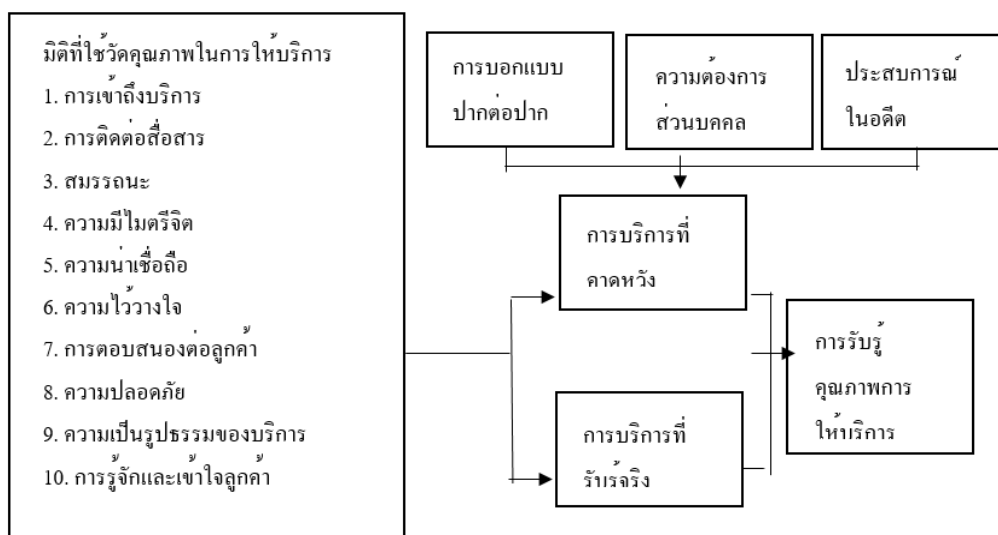 มิติที่ใช้วัดคุณภาพในการให้บริการ
1. การเข้าถึงบริการ
2. การติดต่อสื่อสาร
3. สมรรถนะ
4. ความมีไมตรีจิต
5. ความน่าเชื่อถือ
6. ความไว้วางใจ
7. การตอบสนองต่อลูกค้า
8. ความปลอดภัย
9. ความเป็นรูปธรรมของบริการ
10. การรู้จักและเข้าใจลูกค้า
การบอกแบบ
ปากต่อปาก
ความต้องการ
ส่วนบคคล
ประสบการณ์
ในอดีต
การบริการที่
คาดหวัง
การบริการที่
รับรู้จริง
การรับรู้
คุณภาพการ
ให้บริการ